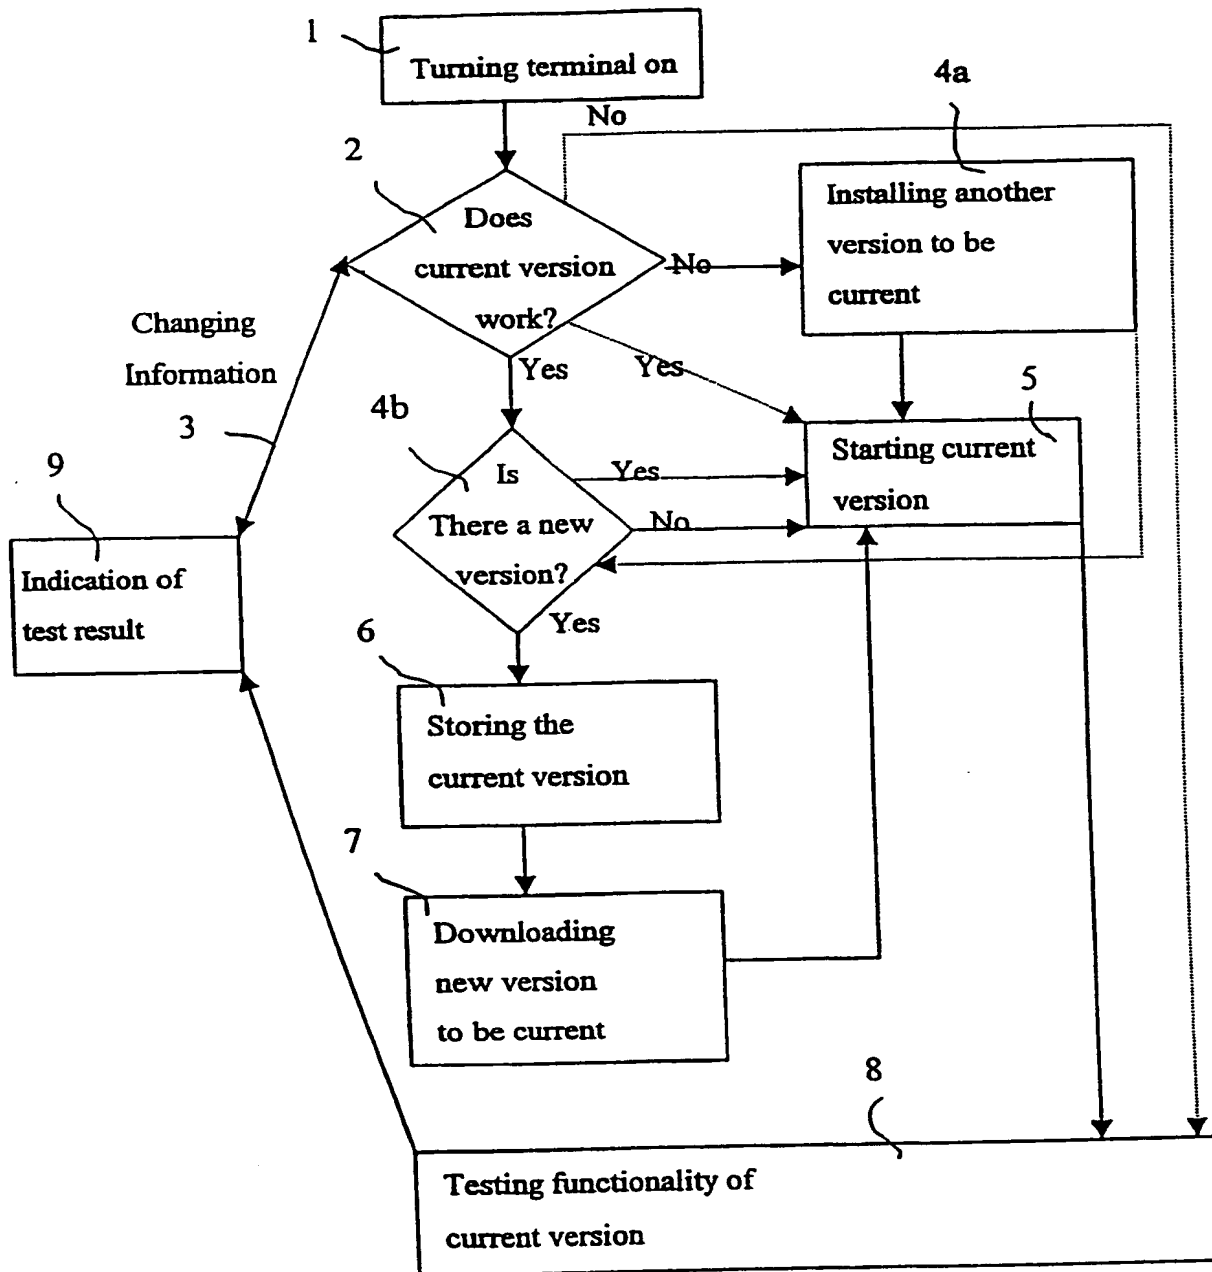 1
Turning terminal on
No
4a
2
Does
current version
work?
No
Installing another
version to be
current
Changing
Information
3
Yes
Yes
5
4b
Is
There a new
version?
Yes
No
Starting current
version
9
Indication of
test result
Yes
6
Storing the
current version
7
Downloading
new version
to be current
8
Testing functionality of
current version